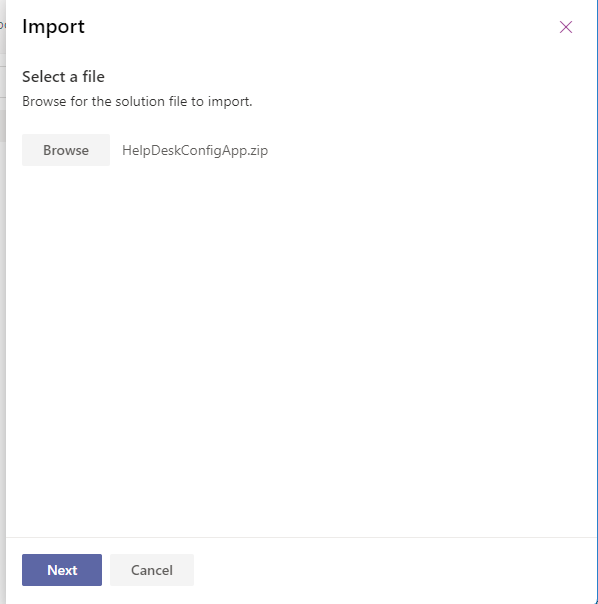 Import
Select a file
Browse for the solution file to import.
Browse HelpDeskConfigApp.zip
Next Cancel